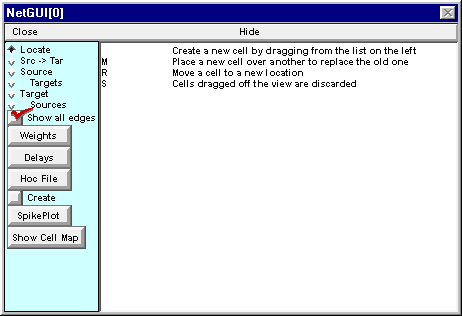 NetGUI[0]
Close Hide
Locate
Src -> Tar
Source
Targets
Target
Sources
Show all edges
Weights
Delays
Hoc File
Create
SpikePlot
Show Cell Map
Create a new cell by dragging from the list on the left
M Place a new cell over another to replace the old one
R Move a cell to a new location
S Cells dragged off the view are discarded